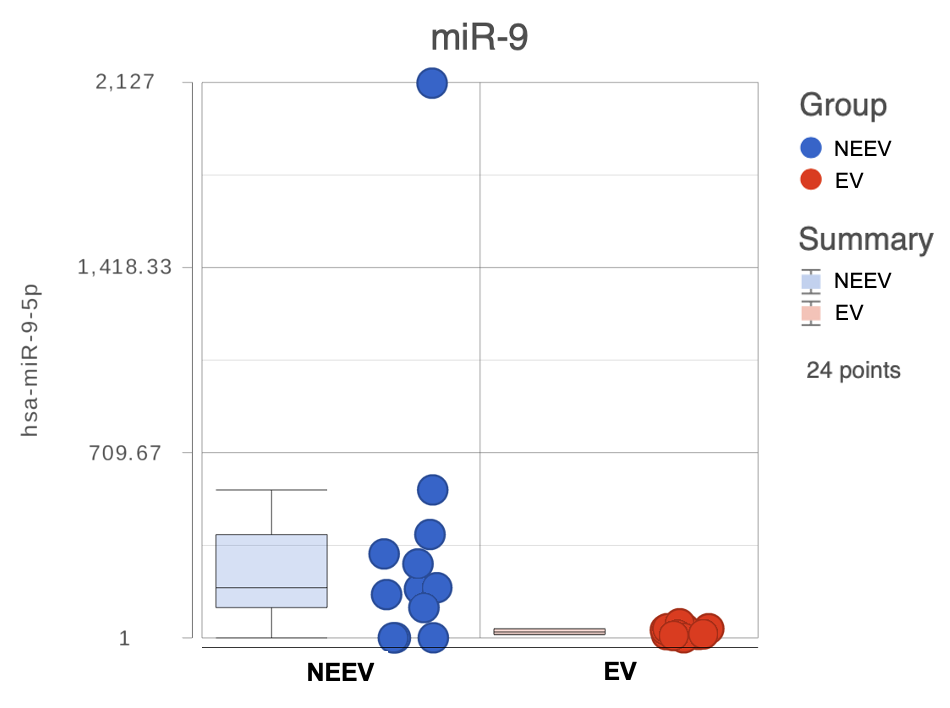 miR-9
2,127
1,418.33
709.67
1
hsa-miR-9-5p
NEEV
EV
Group
NEEV
EV
Summary
NEEV
EV
24 points